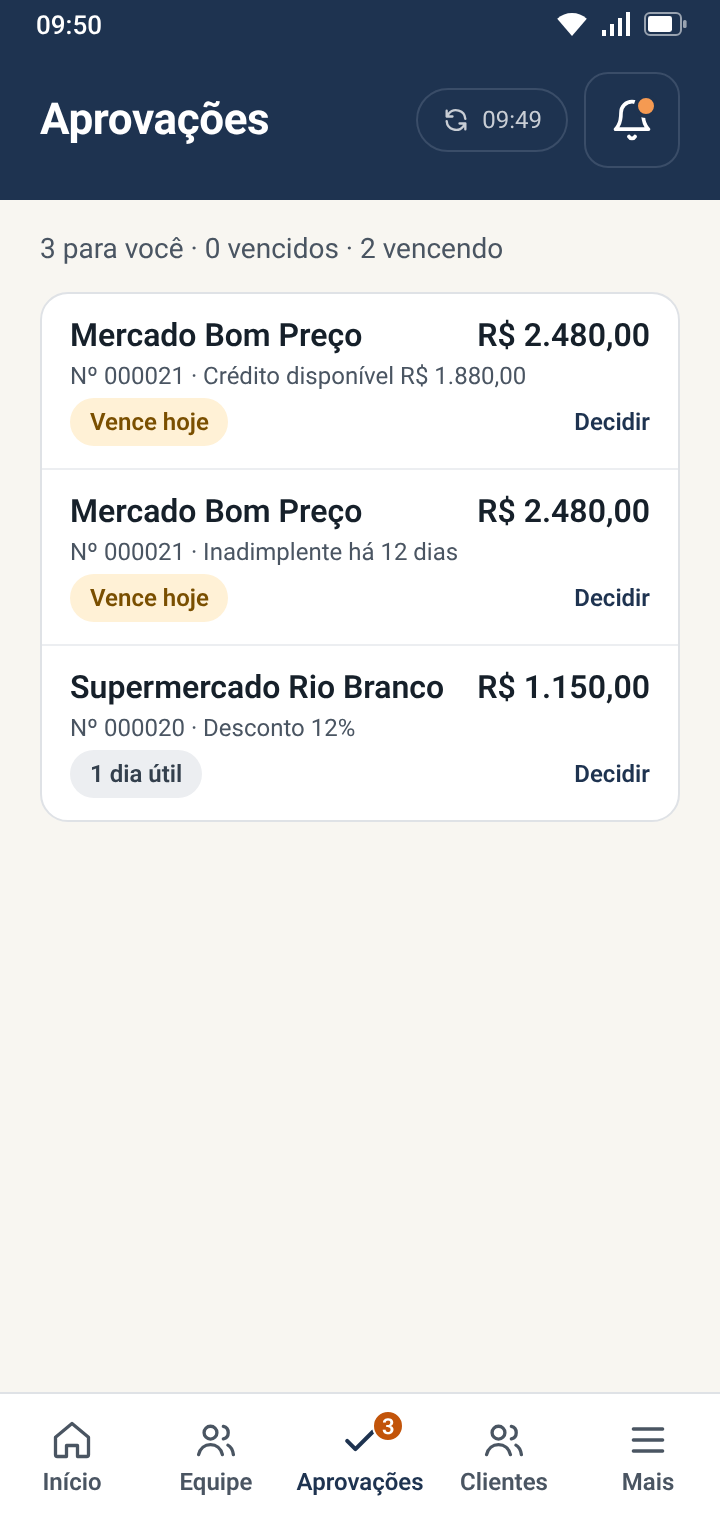 09:50
Aprovações
09:49
3 para você · 0 vencidos · 2 vencendo
Mercado Bom Preço R$ 2.480,00
Nº 000021 · Crédito disponível R$ 1.880,00
Vence hoje Decidir
Mercado Bom Preço R$ 2.480,00
Nº 000021 · Inadimplente há 12 dias
Vence hoje Decidir
Supermercado Rio Branco R$ 1.150,00
Nº 000020 · Desconto 12%
1 dia útil Decidir
3
Início Equipe Aprovações Clientes Mais